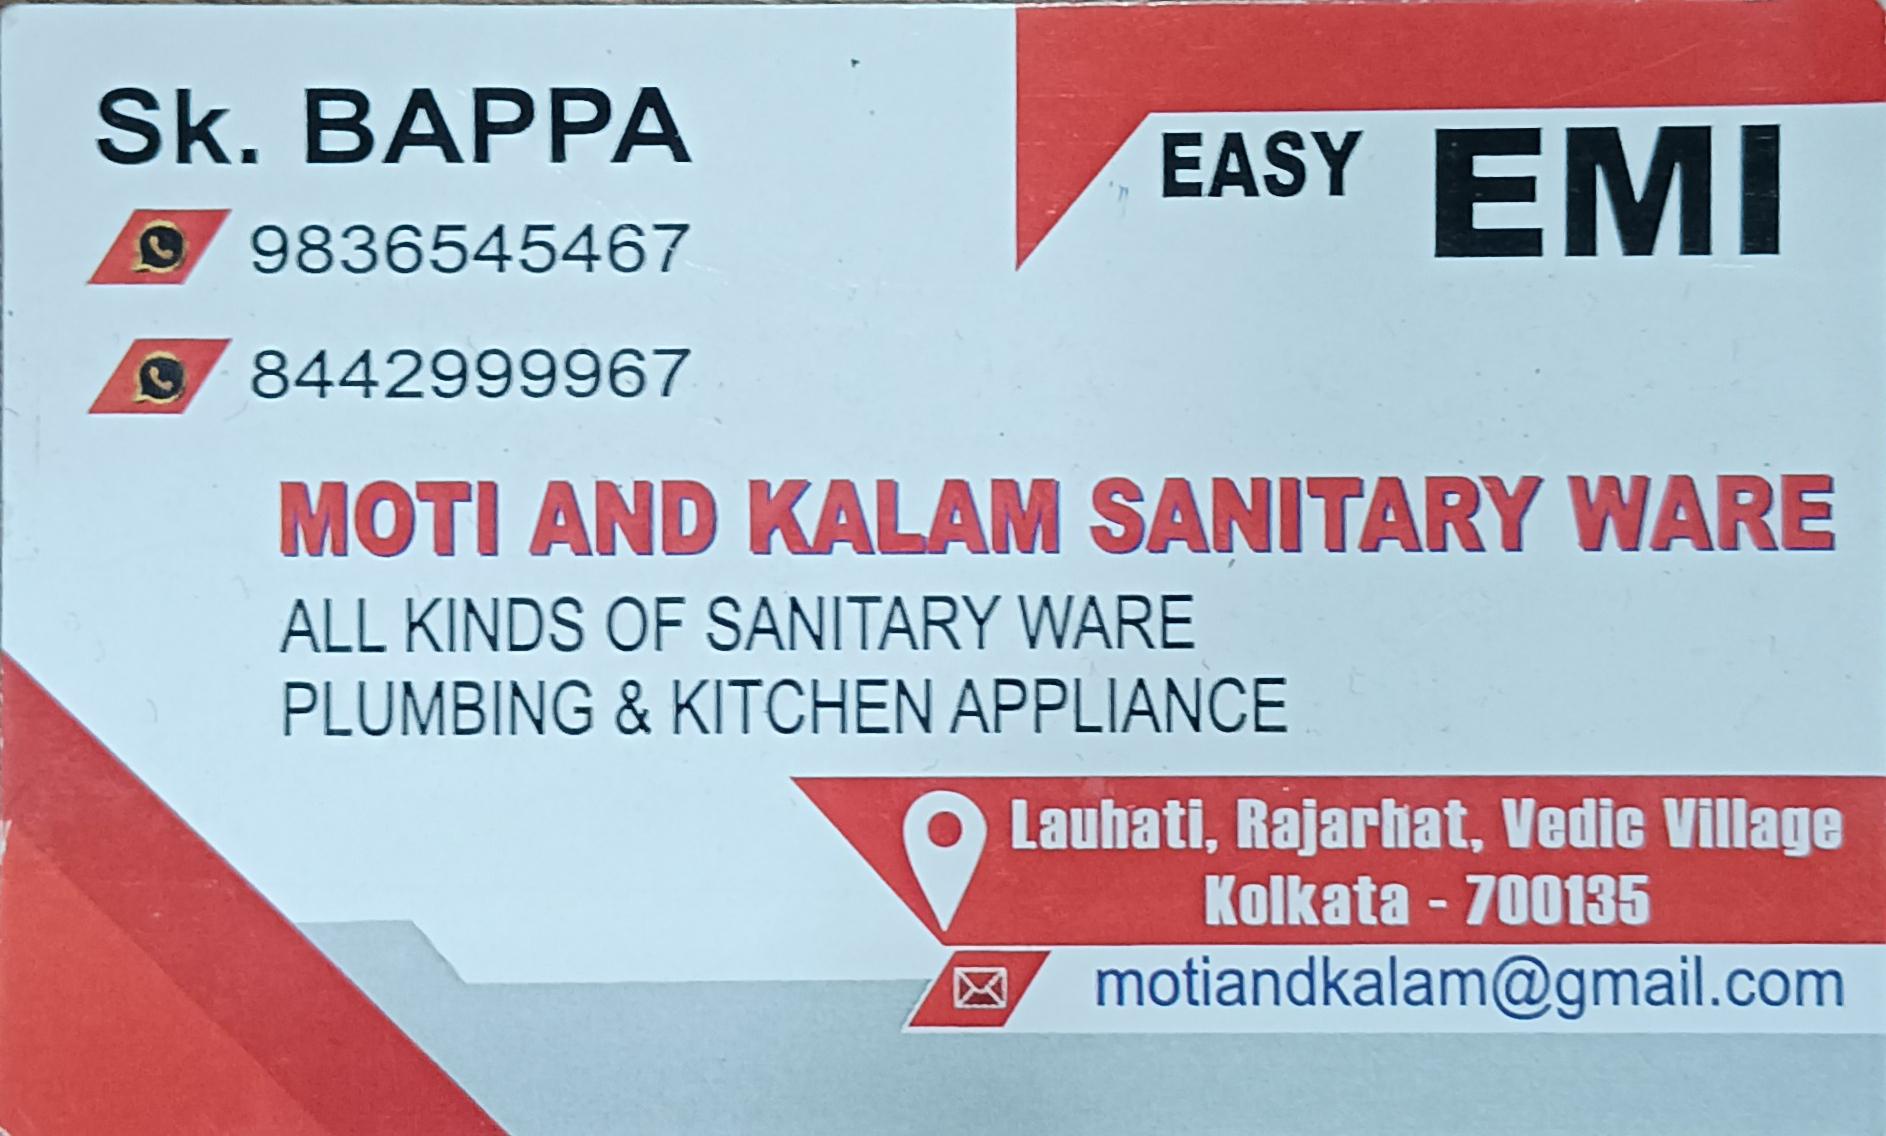 Sk. BAPPA
9836545467
8442999967
EASY EMI
MOTI AND KALAM SANITARY WARE
ALL KINDS OF SANITARY WARE
PLUMBING & KITCHEN APPLIANCE
Lauhati, Rajarhat, Vedic Village
Kolkata - 700135
motiandkalam@gmail.com